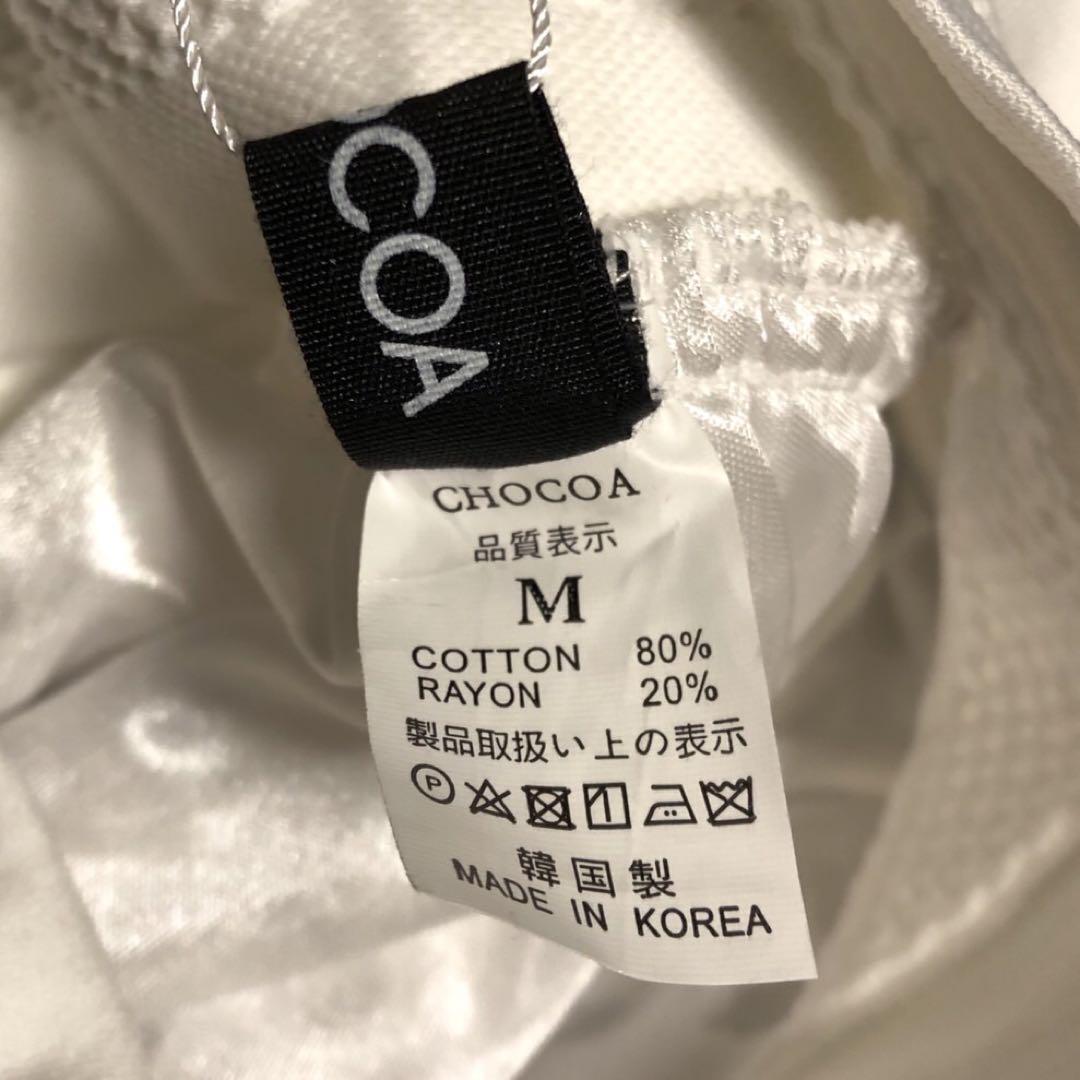 COA
CHOCOA
品質表示
M
COTTON 80%
RAYON 20%
製品取扱い上の表示
P
韓国製
MADE IN KOREA